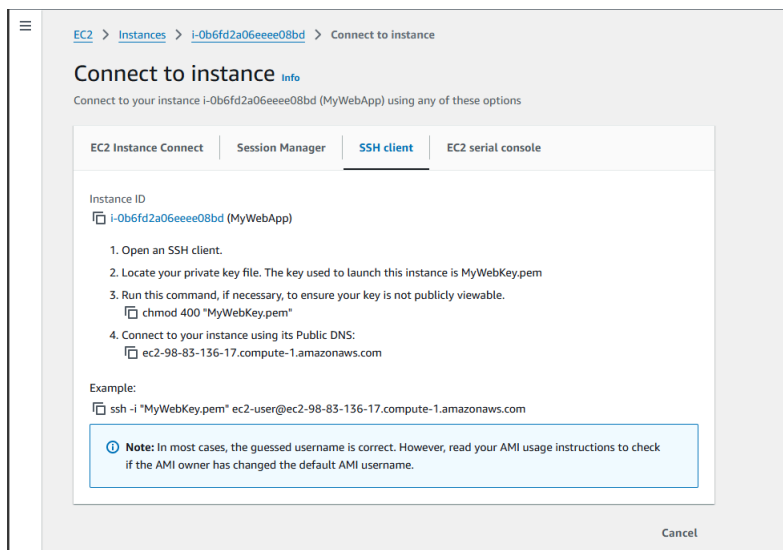 EC2 > Instances > i-0b6fd2a06eeee08bd > Connect to instance
Connect to instance Info
Connect to your instance i-0b6fd2a06eeee08bd (MyWebApp) using any of these options
EC2 Instance Connect Session Manager SSH client EC2 serial console
Instance ID
i-0b6fd2a06eeee08bd (MyWebApp)
1. Open an SSH client.
2. Locate your private key file. The key used to launch this instance is MyWebKey.pem
3. Run this command, if necessary, to ensure your key is not publicly viewable.
chmod 400 "MyWebKey.pem"
4. Connect to your instance using its Public DNS:
ec2-98-83-136-17.compute-1.amazonaws.com
Example:
ssh -i "MyWebKey.pem" ec2-user@ec2-98-83-136-17.compute-1.amazonaws.com
Note: In most cases, the guessed username is correct. However, read your AMI usage instructions to check
if the AMI owner has changed the default AMI username.
Cancel